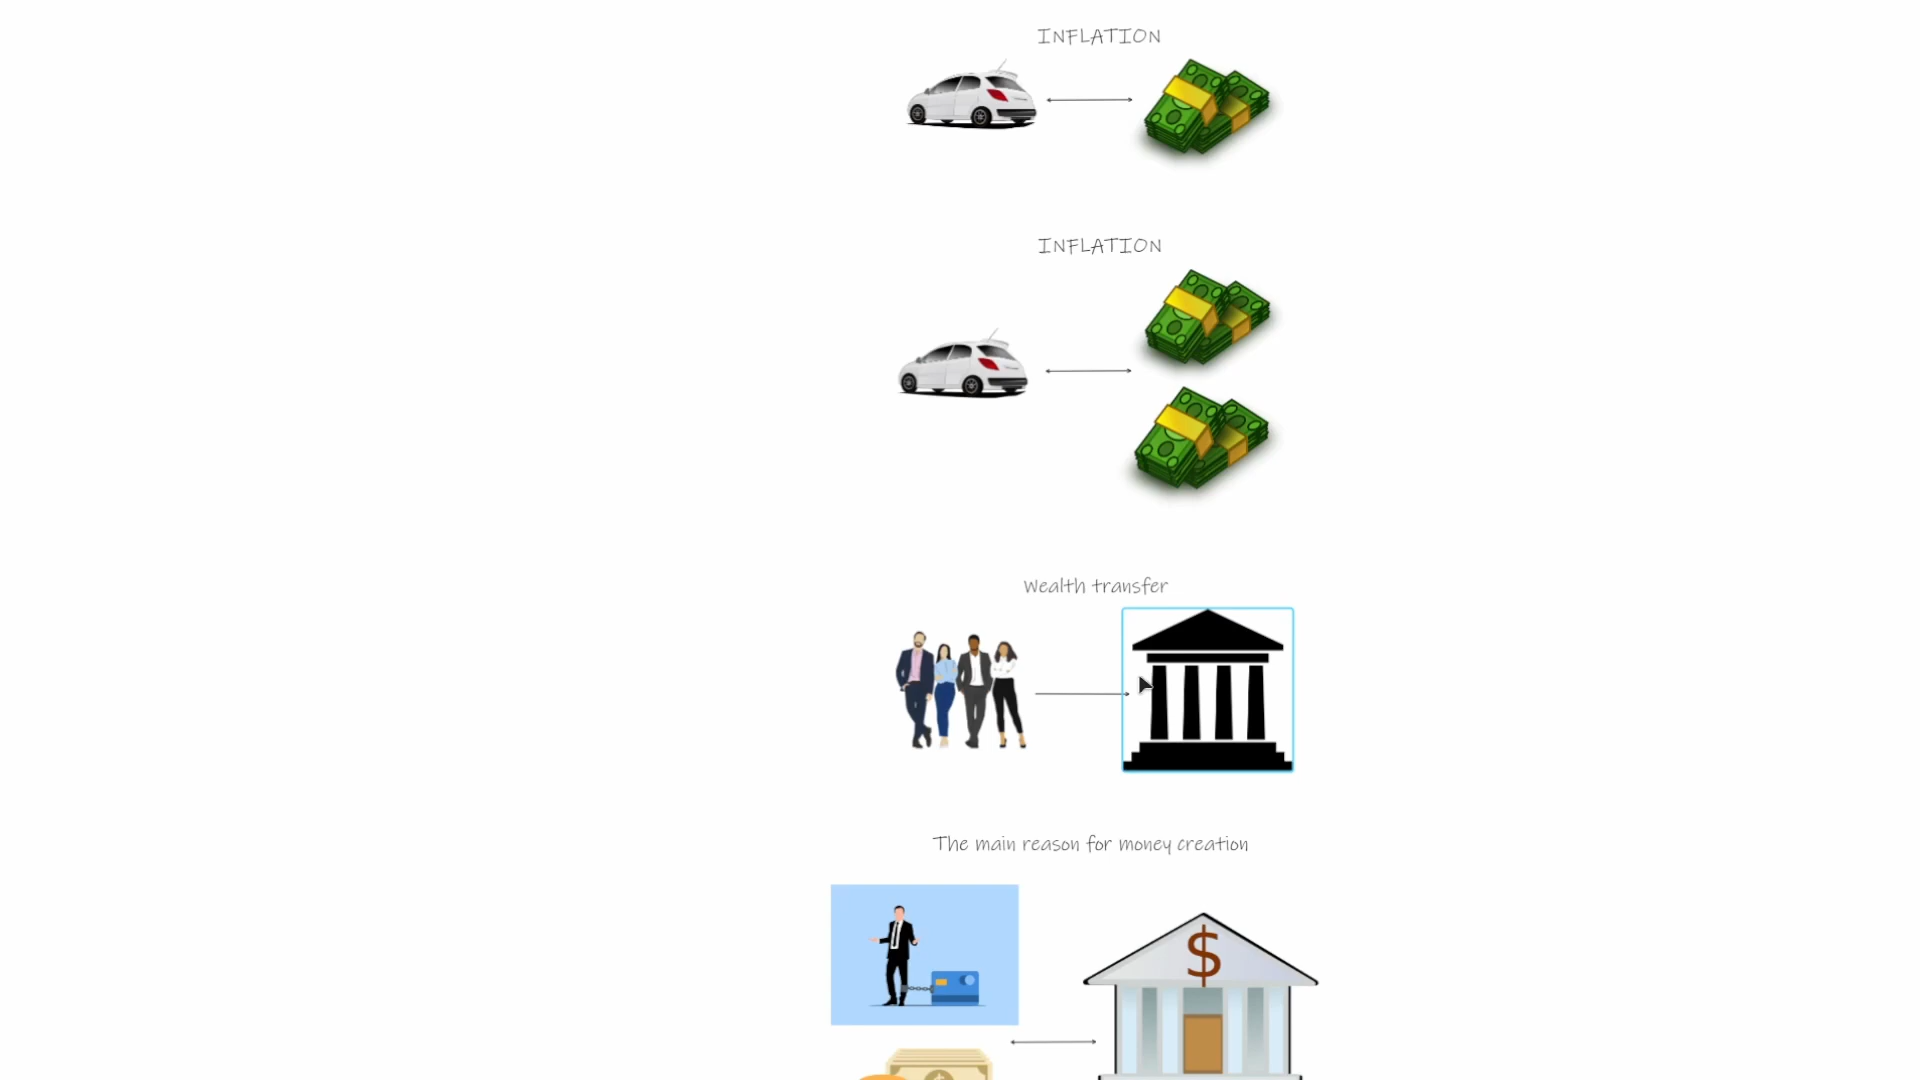 INFLATION
INFLATION
Wealth transfer
The main reason for money creation
$